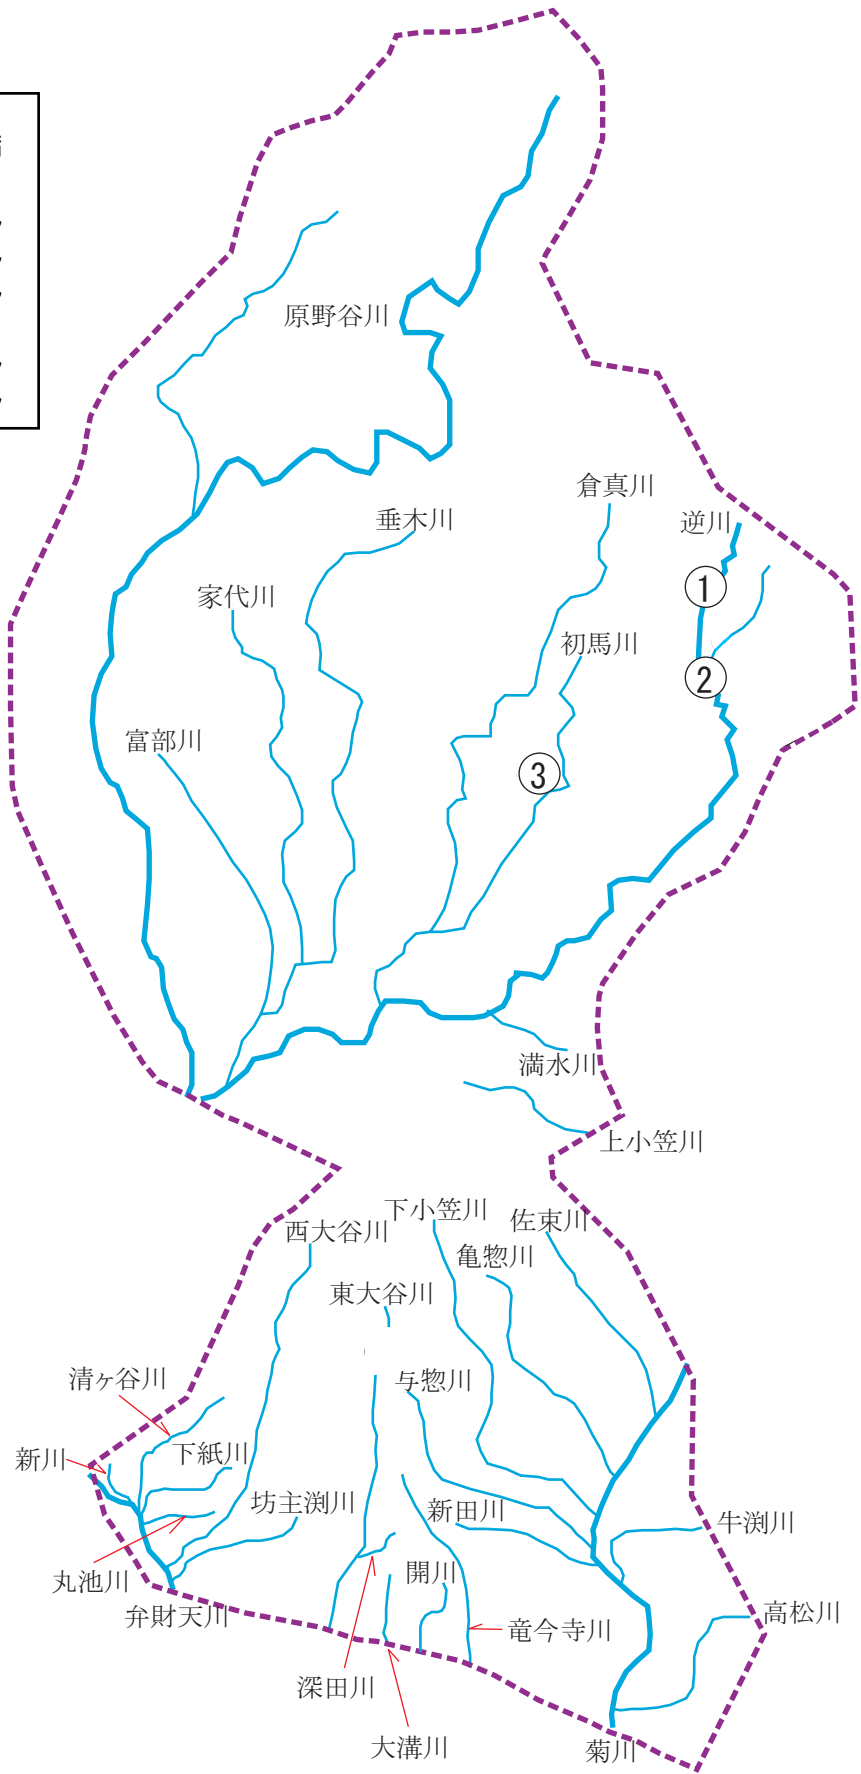 原野谷川
倉真川
垂木川
逆川
①
家代川
初馬川
②
富部川
③
満水川
上小笠川
下小笠川
佐束川
西大谷川
亀惣川
東大谷川
清ヶ谷川
与惣川
新川
下紙川
坊主渕川
新田川
牛渕川
丸池川
開川
弁財天川
竜今寺川
高松川
深田川
大溝川
菊川